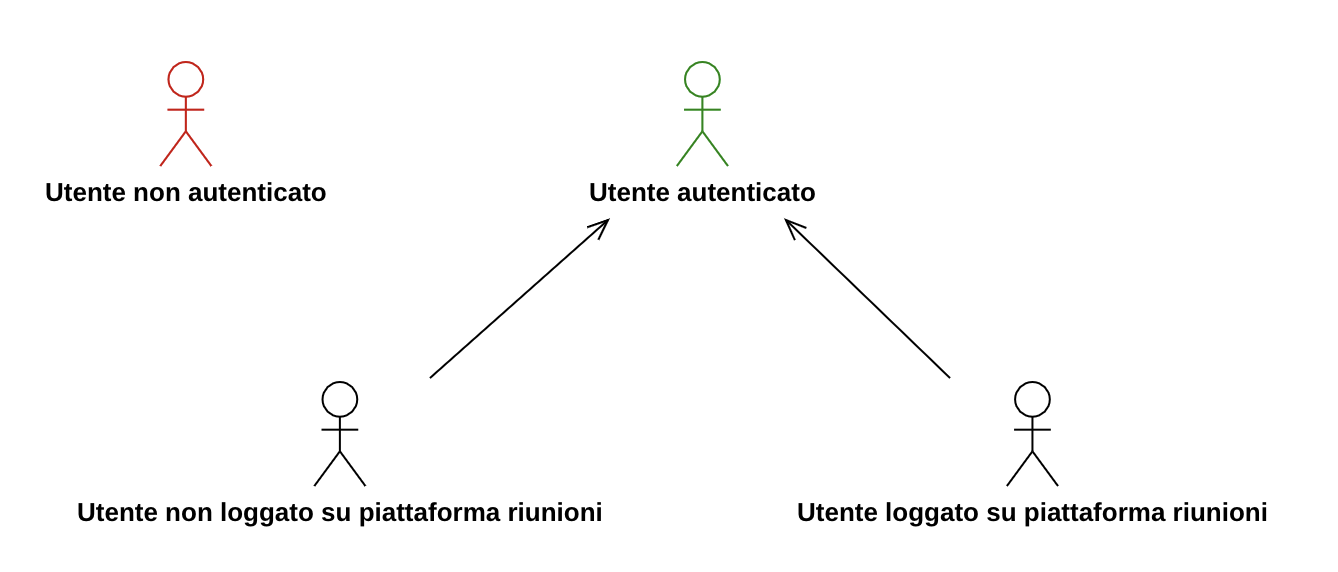 Utente non autenticato
Utente autenticato
Utente non loggato su piattaforma riunioni
Utente loggato su piattaforma riunioni